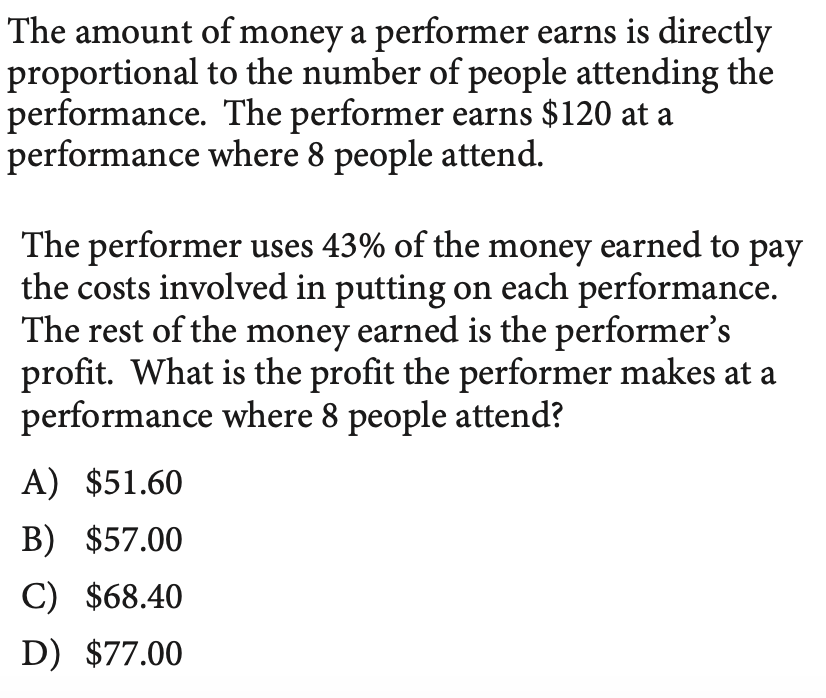 The amount of money a performer earns is directly
proportional to the number of people attending the
performance.  The performer earns $120 at a
performance where 8 people attend.
The performer uses 43% of the money earned to pay
the costs involved in putting on each performance.
The rest of the money earned is the performer’s
profit.  What is the profit the performer makes at a
performance where 8 people attend?
A) $51.60
B) $57.00
C) $68.40
D) $77.00